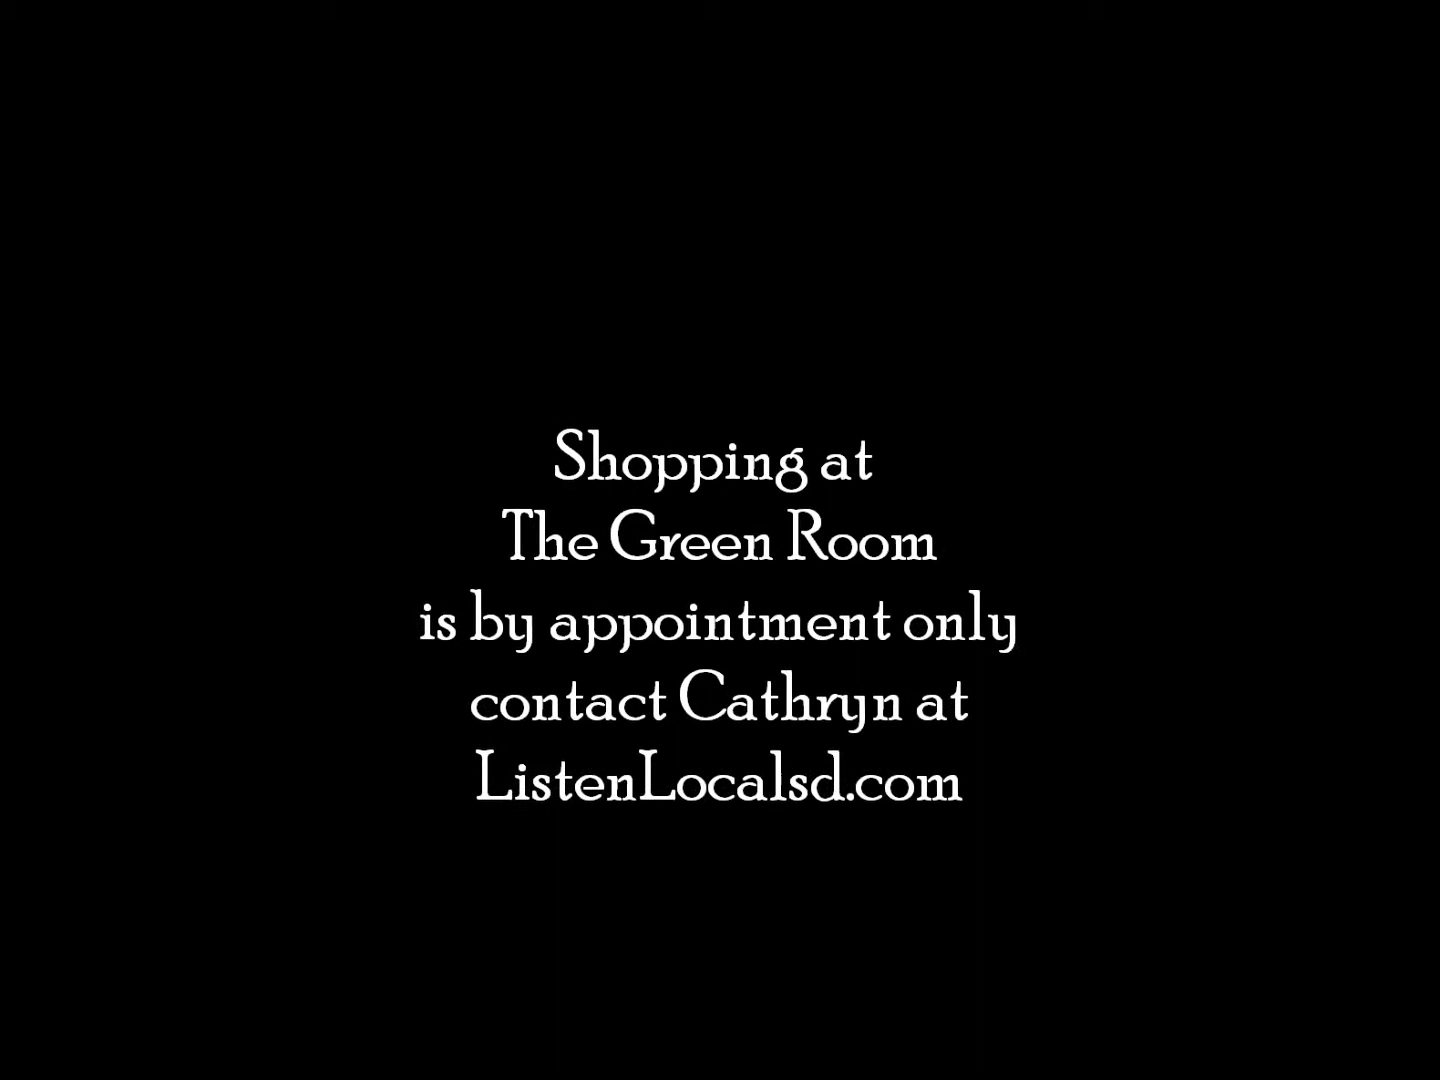 Shopping at
The Green Room
is by appointment only
contact Cathryn at
ListenLocalsd.com